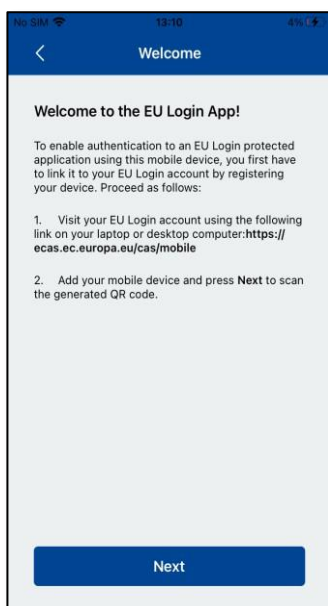 No SIM 13:10 4%
Welcome
Welcome to the EU Login App!
To enable authentication to an EU Login protected
application using this mobile device, you first have
to link it to your EU Login account by registering
your device. Proceed as follows:
1. Visit your EU Login account using the following
link on your laptop or desktop computer:https://
ecas.ec.europa.eu/cas/mobile
2. Add your mobile device and press Next to scan
the generated QR code.
Next